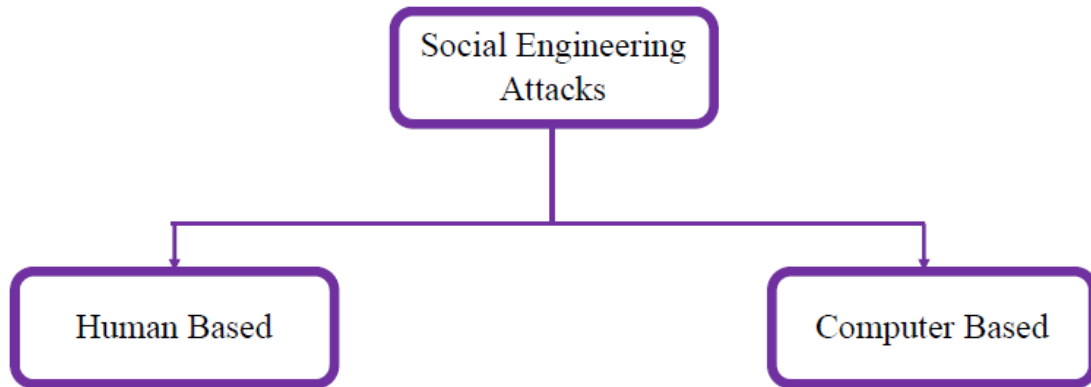 Social Engineering
Attacks
Human Based
Computer Based